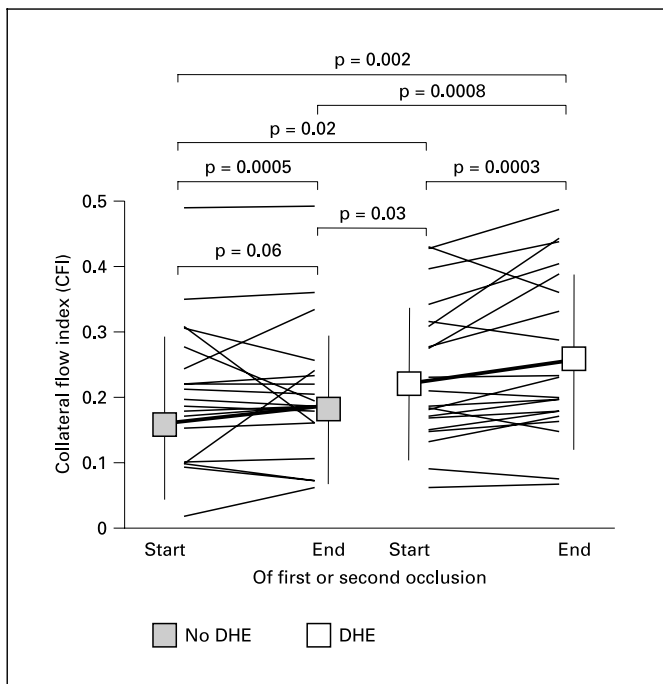 p = 0.002
p = 0.0008
p = 0.02
p = 0.0005
p = 0.0003
p = 0.03
p = 0.06
Collateral flow index (CFI)
0.5
0.4
0.3
0.2
0.1
0
Start
End
Start
End
Of first or second occlusion
No DHE
DHE